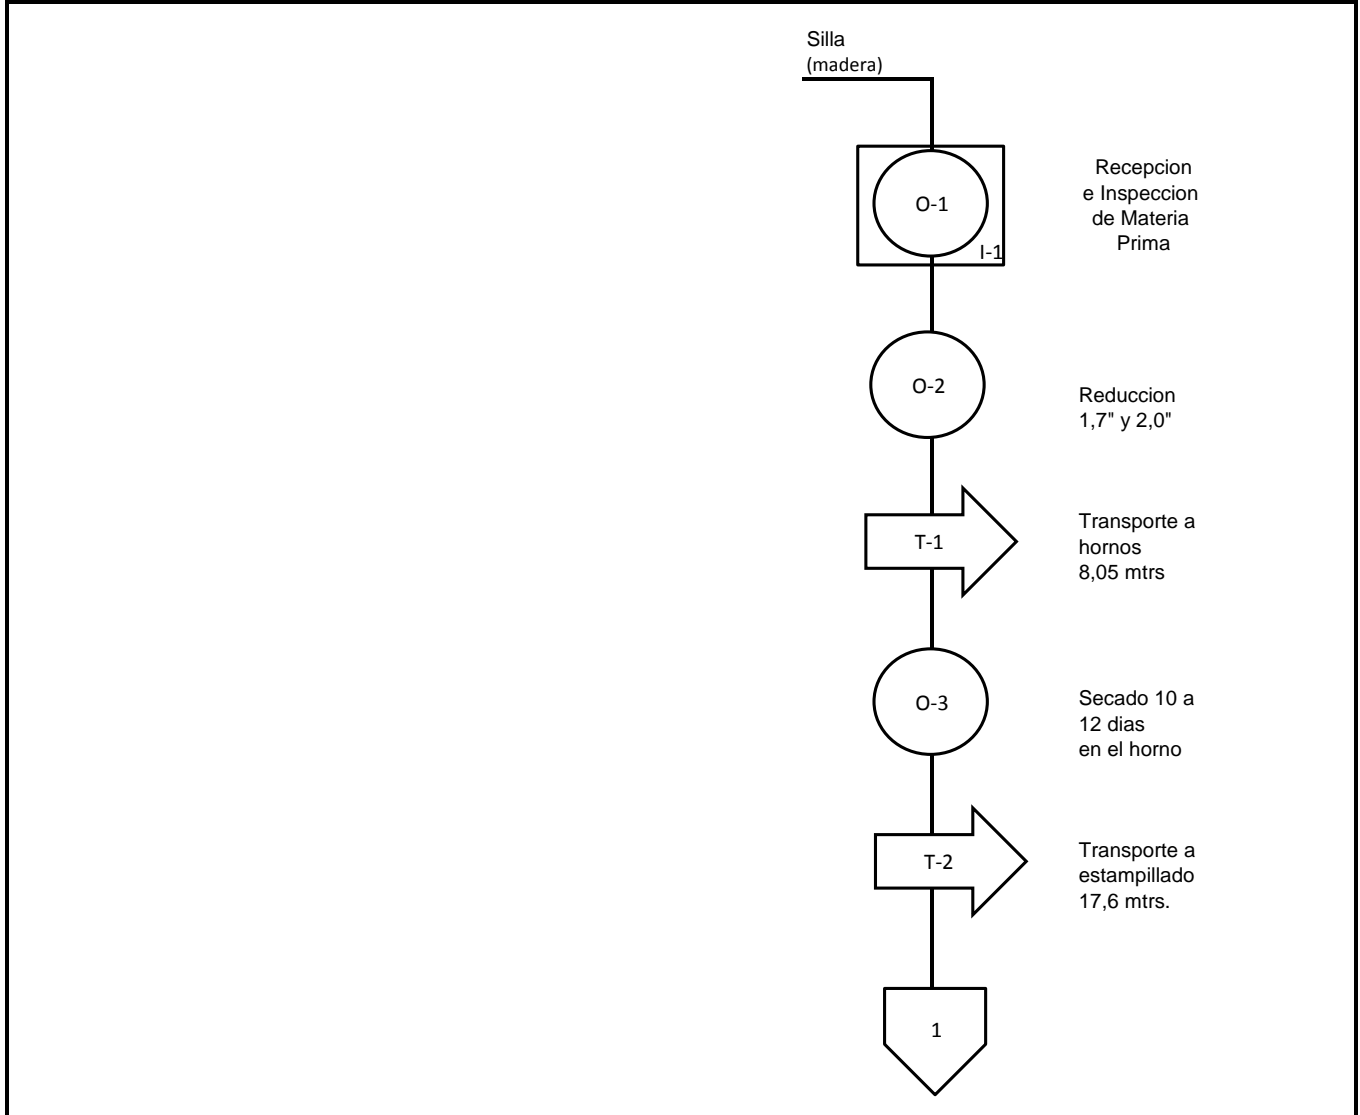 Silla
(madera)
O-1
I-1
Recepcion
e Inspeccion
de Materia
Prima
O-2
Reduccion
1,7" y 2,0"
T-1
Transporte a
hornos
8,05 mtrs
O-3
Secado 10 a
12 dias
en el horno
T-2
Transporte a
estampillado
17,6 mtrs.
1